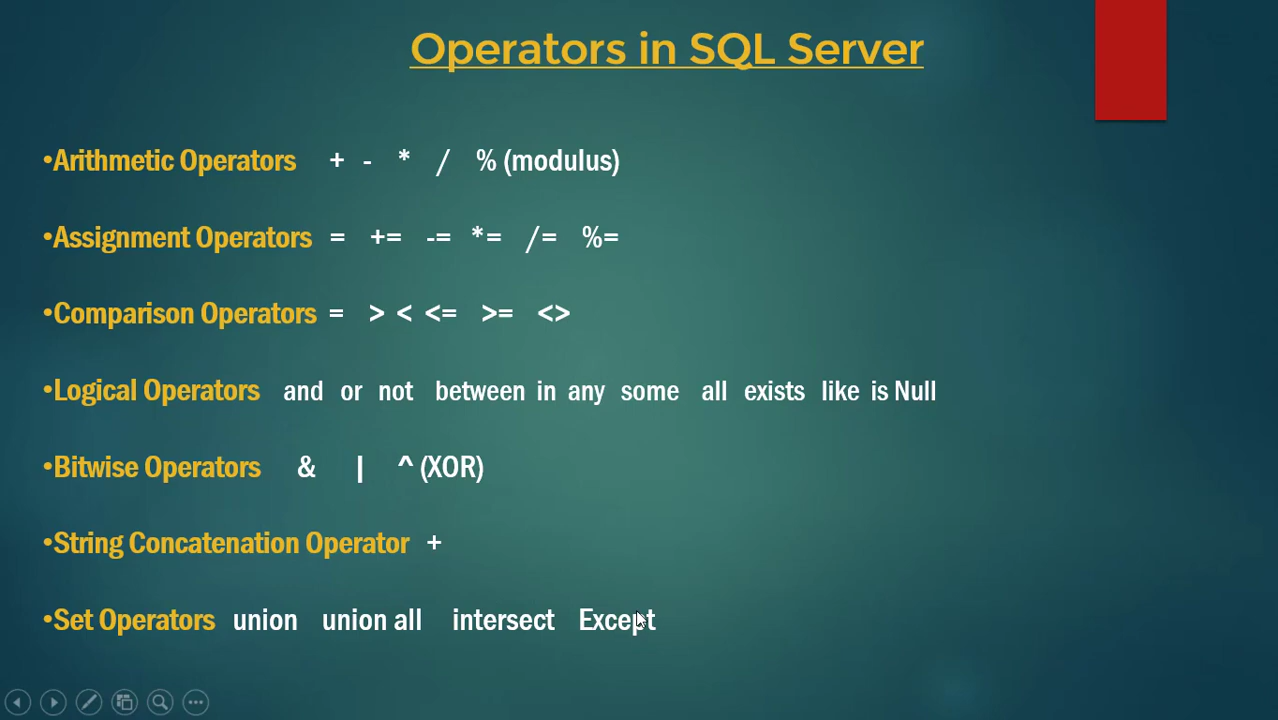 Operators in SQL Server
•Arithmetic Operators + - * / % (modulus)
•Assignment Operators = += -= *= /= %=
•Comparison Operators = > < <= >= <>
•Logical Operators and or not between in any some all exists like is Null
•Bitwise Operators & | ^ (XOR)
•String Concatenation Operator +
•Set Operators union union all intersect Except